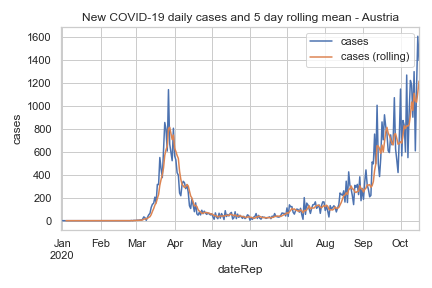 New COVID-19 daily cases and 5 day rolling mean - Austria
cases
cases (rolling)
1600
1400
1200
1000
800
600
400
200
0
cases
Jan Feb Mar Apr May Jun Jul Aug Sep Oct
2020
dateRep